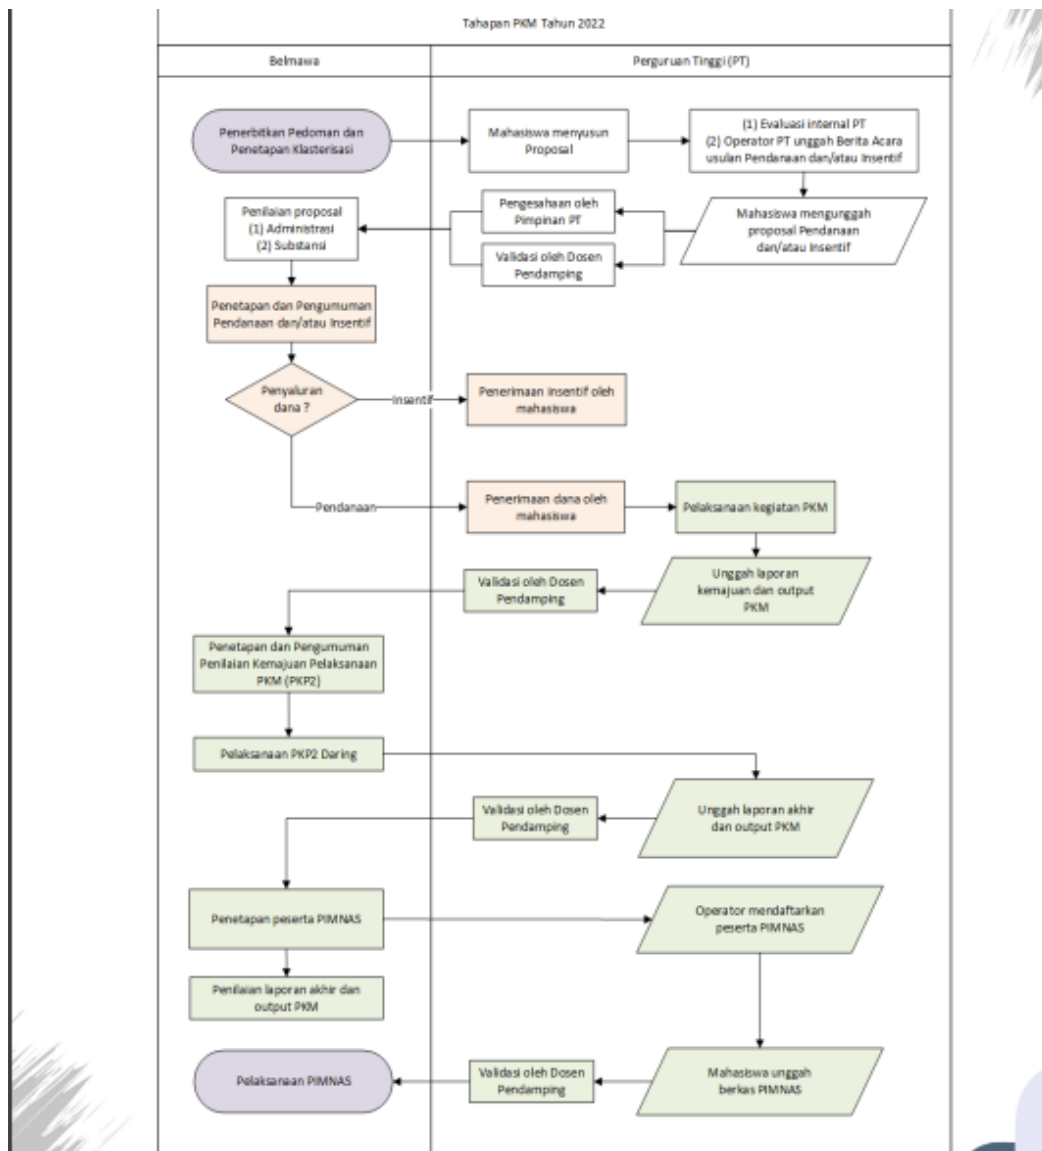 Tahapan PKM Tahun 2022
Belmawa
Perguruan Tinggi (PT)
Penerbitkan Pedoman dan
Penetapan Klasterisasi
Mahasiswa menyusun
Proposal
(1) Evaluasi internal PT
(2) Operator PT unggah Berita Acara
usulan Pendanaan dan/atau Insentif
Penilaian proposal
(1) Administrasi
(2) Substansi
Pengesahaan oleh
Pimpinan PT
Validasi oleh Dosen
Pendamping
Mahasiswa mengunggah
proposal Pendanaan
dan/atau Insentif
Penetapan dan Pengumuman
Pendanaan dan/atau Insentif
Penyaluran
dana ?
Insentif
Penerimaan insentif oleh
mahasiswa
Pendanaan
Penerimaan dana oleh
mahasiswa
Pelaksanaan kegiatan PKM
Unggah laporan
kemajuan dan output
PKM
Validasi oleh Dosen
Pendamping
Penetapan dan Pengumuman
Penilaian Kemajuan Pelaksanaan
PKM (PKP2)
Pelaksanaan PKP2 Daring
Unggah laporan akhir
dan output PKM
Validasi oleh Dosen
Pendamping
Penetapan peserta PIMNAS
Operator mendaftarkan
peserta PIMNAS
Penilaian laporan akhir dan
output PKM
Mahasiswa unggah
berkas PIMNAS
Validasi oleh Dosen
Pendamping
Pelaksanaan PIMNAS